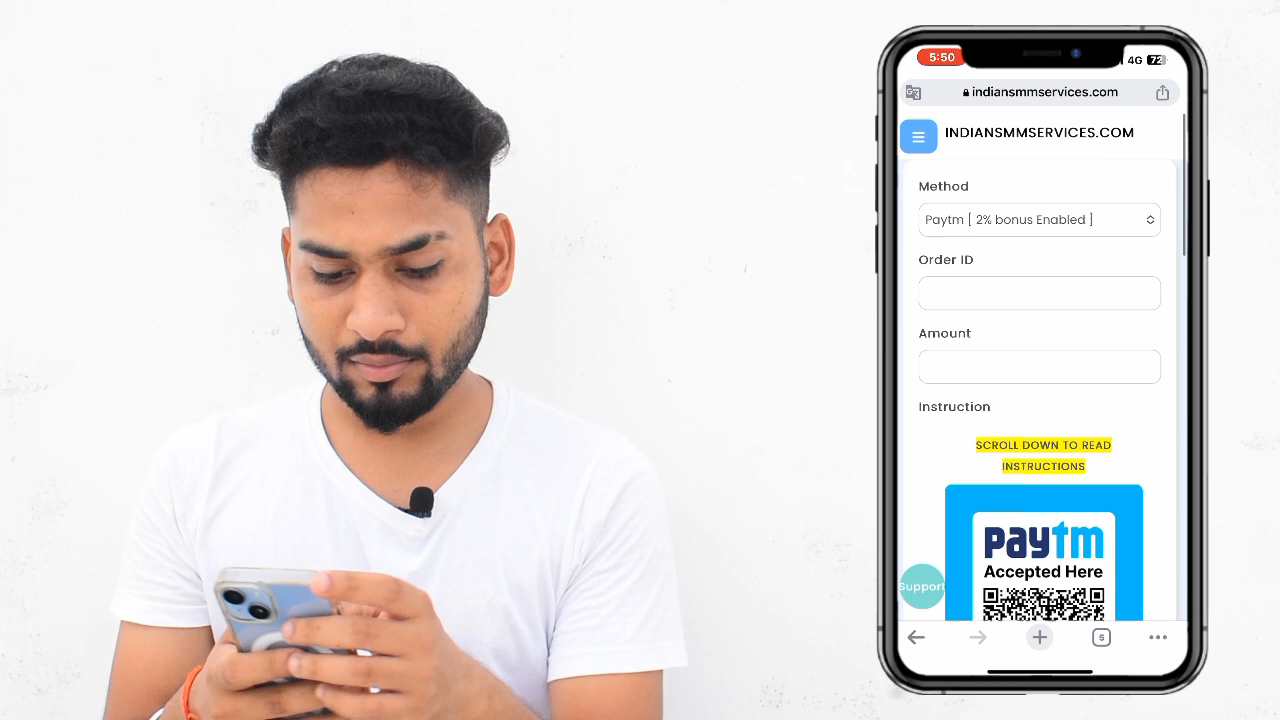 5:50
4G 72
indiansmmservices.com
INDIANSMMSERVICES.COM
Method
Paytm [ 2% bonus Enabled ]
Order ID
Amount
Instruction
SCROLL DOWN TO READ
INSTRUCTIONS
paytm
Accepted Here
Support
5